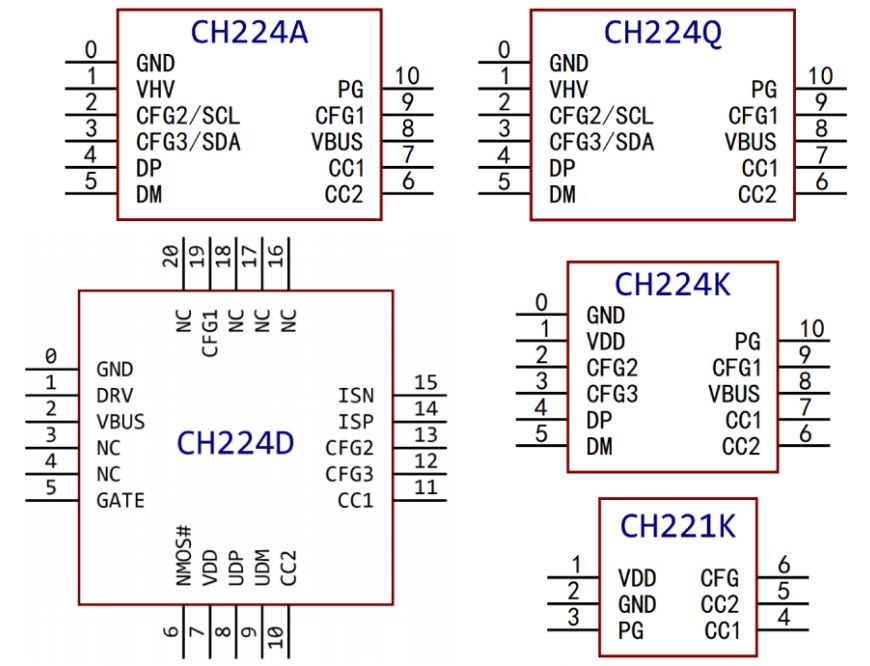 CH224A
0 GND
1 VHV PG 10
2 CFG2/SCL CFG1 9
3 CFG3/SDA VBUS 8
4 DP CC1 7
5 DM CC2 6
CH224Q
0 GND
1 VHV PG 10
2 CFG2/SCL CFG1 9
3 CFG3/SDA VBUS 8
4 DP CC1 7
5 DM CC2 6
20 19 18 17 16
NC CFG1 NC NC NC
0 GND
1 DRV ISN 15
2 VBUS ISP 14
3 NC CFG2 13
CH224D
4 NC CFG3 12
5 GATE CC1 11
NMOS# VDD UDP UDM CC2
6 7 8 9 10
CH224K
0 GND
1 VDD PG 10
2 CFG2 CFG1 9
3 CFG3 VBUS 8
4 DP CC1 7
5 DM CC2 6
CH221K
1 VDD CFG 6
2 GND CC2 5
3 PG CC1 4